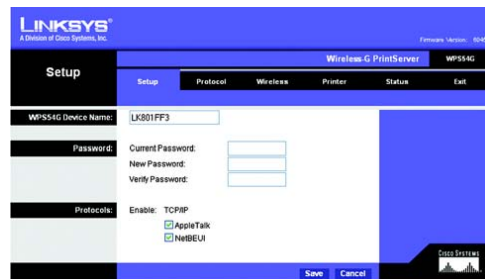 LINKSYS®
A Division of Cisco Systems, Inc.
Firmware Version:
Wireless-G PrintServer WPS54G
Setup
Setup Protocol Wireless Printer Status Exit
WPS54G Device Name: LK801FF3
Password: Current Password:
New Password:
Verify Password:
Protocols: Enable: TCP/IP
AppleTalk
NetBEUI
CISCO SYSTEMS
Save Cancel